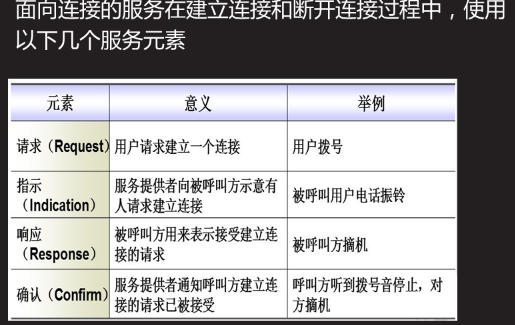 面向连接的服务在建立连接和断开连接过程中，使用
以下几个服务元素
元素 意义 举例
请求（Request） 用户请求建立一个连接 用户拨号
指示
（Indication）
服务提供者向被呼叫方示意有
人请求建立连接
被呼叫用户电话振铃
响应
（Response）
被呼叫方用来表示接受建立连
接的请求
被呼叫方摘机
确认（Confirm）
服务提供者通知呼叫方建立连
接的请求已被接受
呼叫方听到拨号音停止，对
方摘机